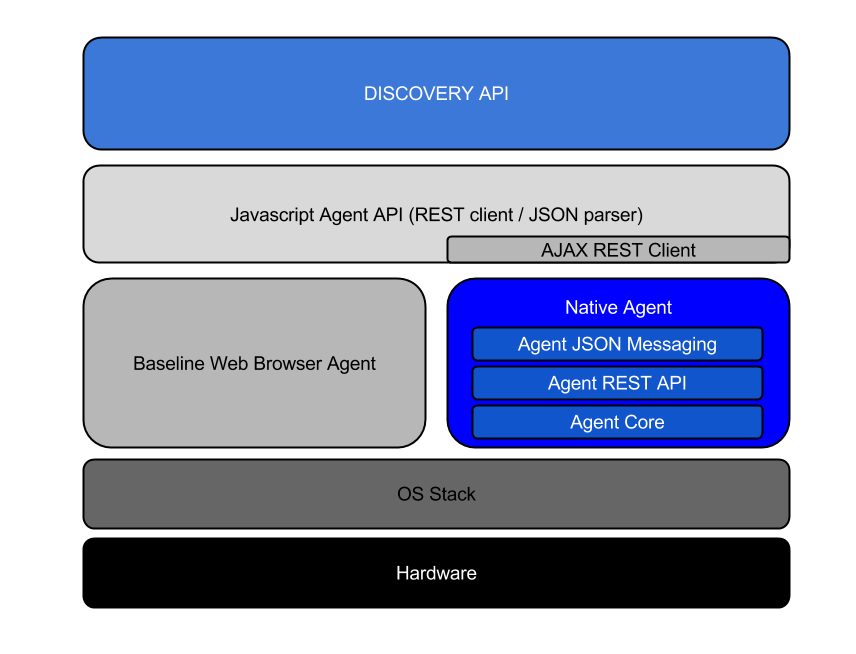 DISCOVERY API
Javascript Agent API (REST client / JSON parser)
AJAX REST Client
Baseline Web Browser Agent
Native Agent
Agent JSON Messaging
Agent REST API
Agent Core
OS Stack
Hardware